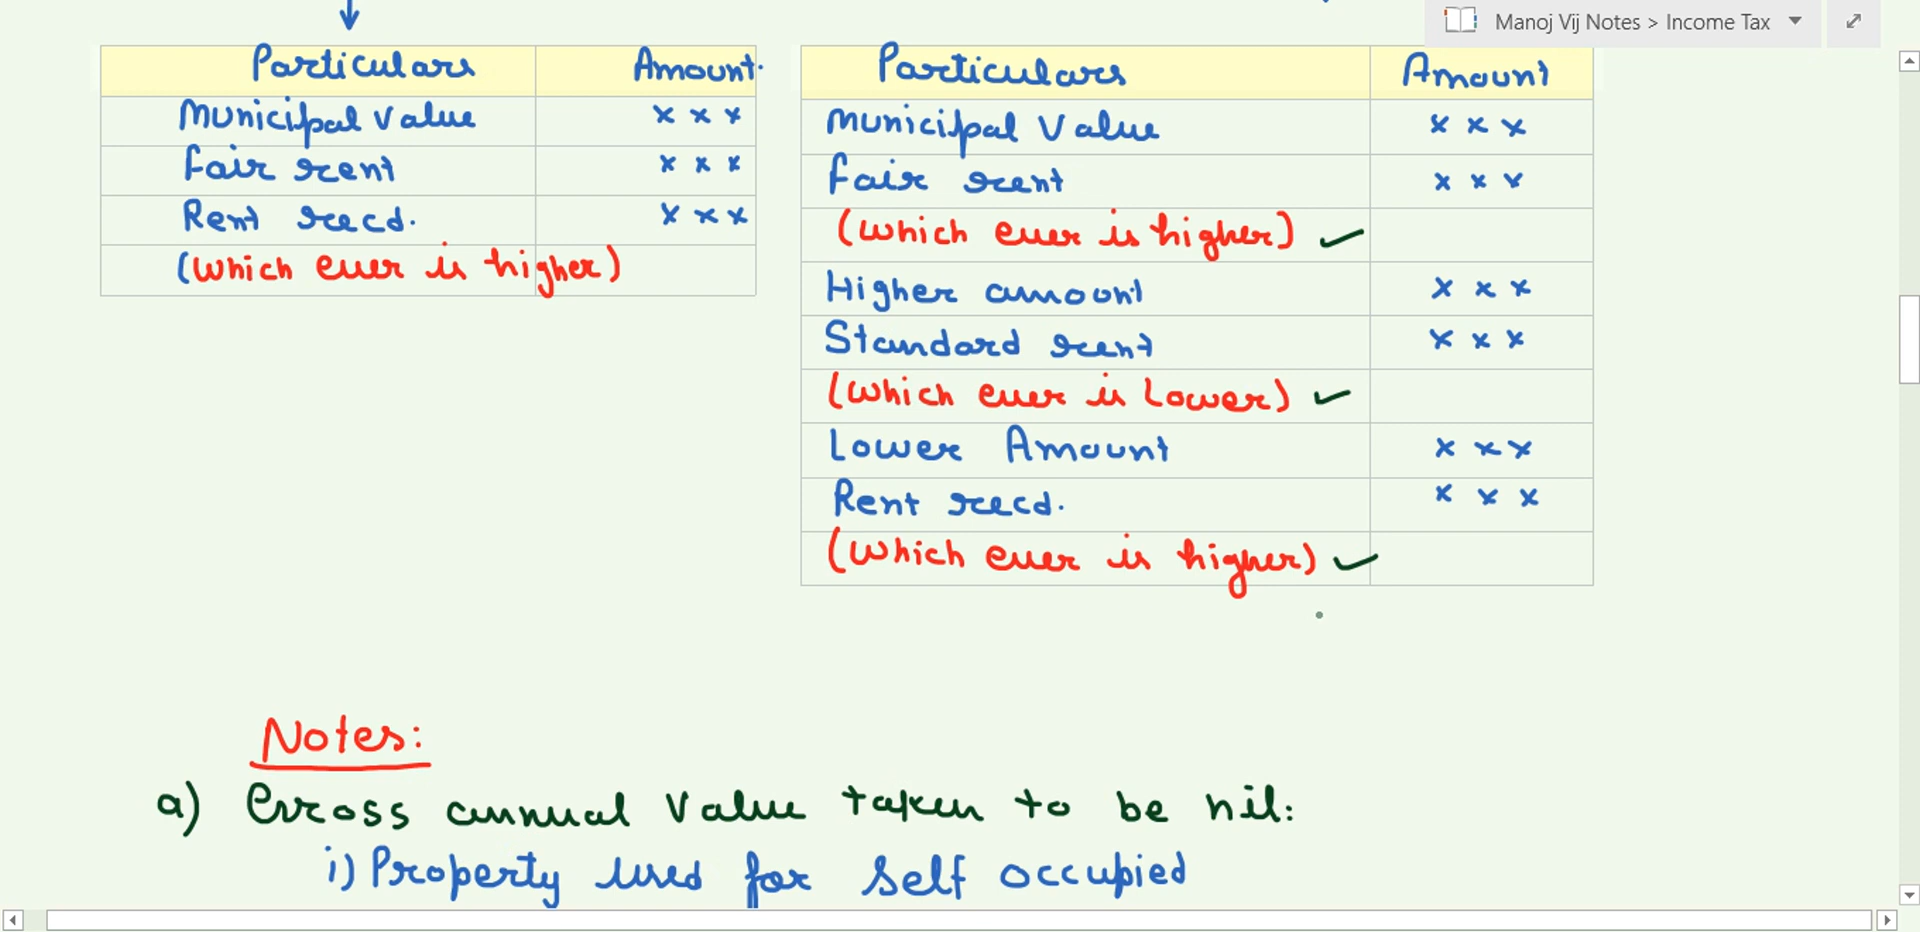 Manoj Vij Notes > Income Tax
Particulars Amount.
Municipal Value x x x
Fair rent x x x
Rent recd. x x x
(which ever is higher)
Particulars Amount
Municipal Value x x x
Fair rent x x x
(which ever is higher) ✓
Higher amount x x x
Standard rent x x x
(which ever is Lower) ✓
Lower Amount x x x
Rent recd. x x x
(which ever is higher) ✓
Notes:
a) Gross annual Value taken to be nil:
i) Property used for Self occupied